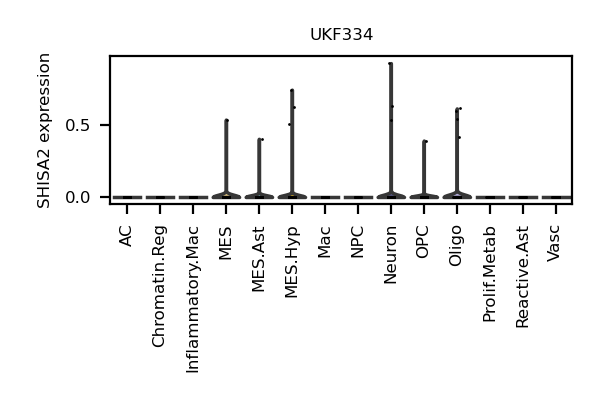 UKF334
SHISA2 expression
0.5
0.0
AC
Chromatin.Reg
Inflammatory.Mac
MES
MES.Ast
MES.Hyp
Mac
NPC
Neuron
OPC
Oligo
Prolif.Metab
Reactive.Ast
Vasc